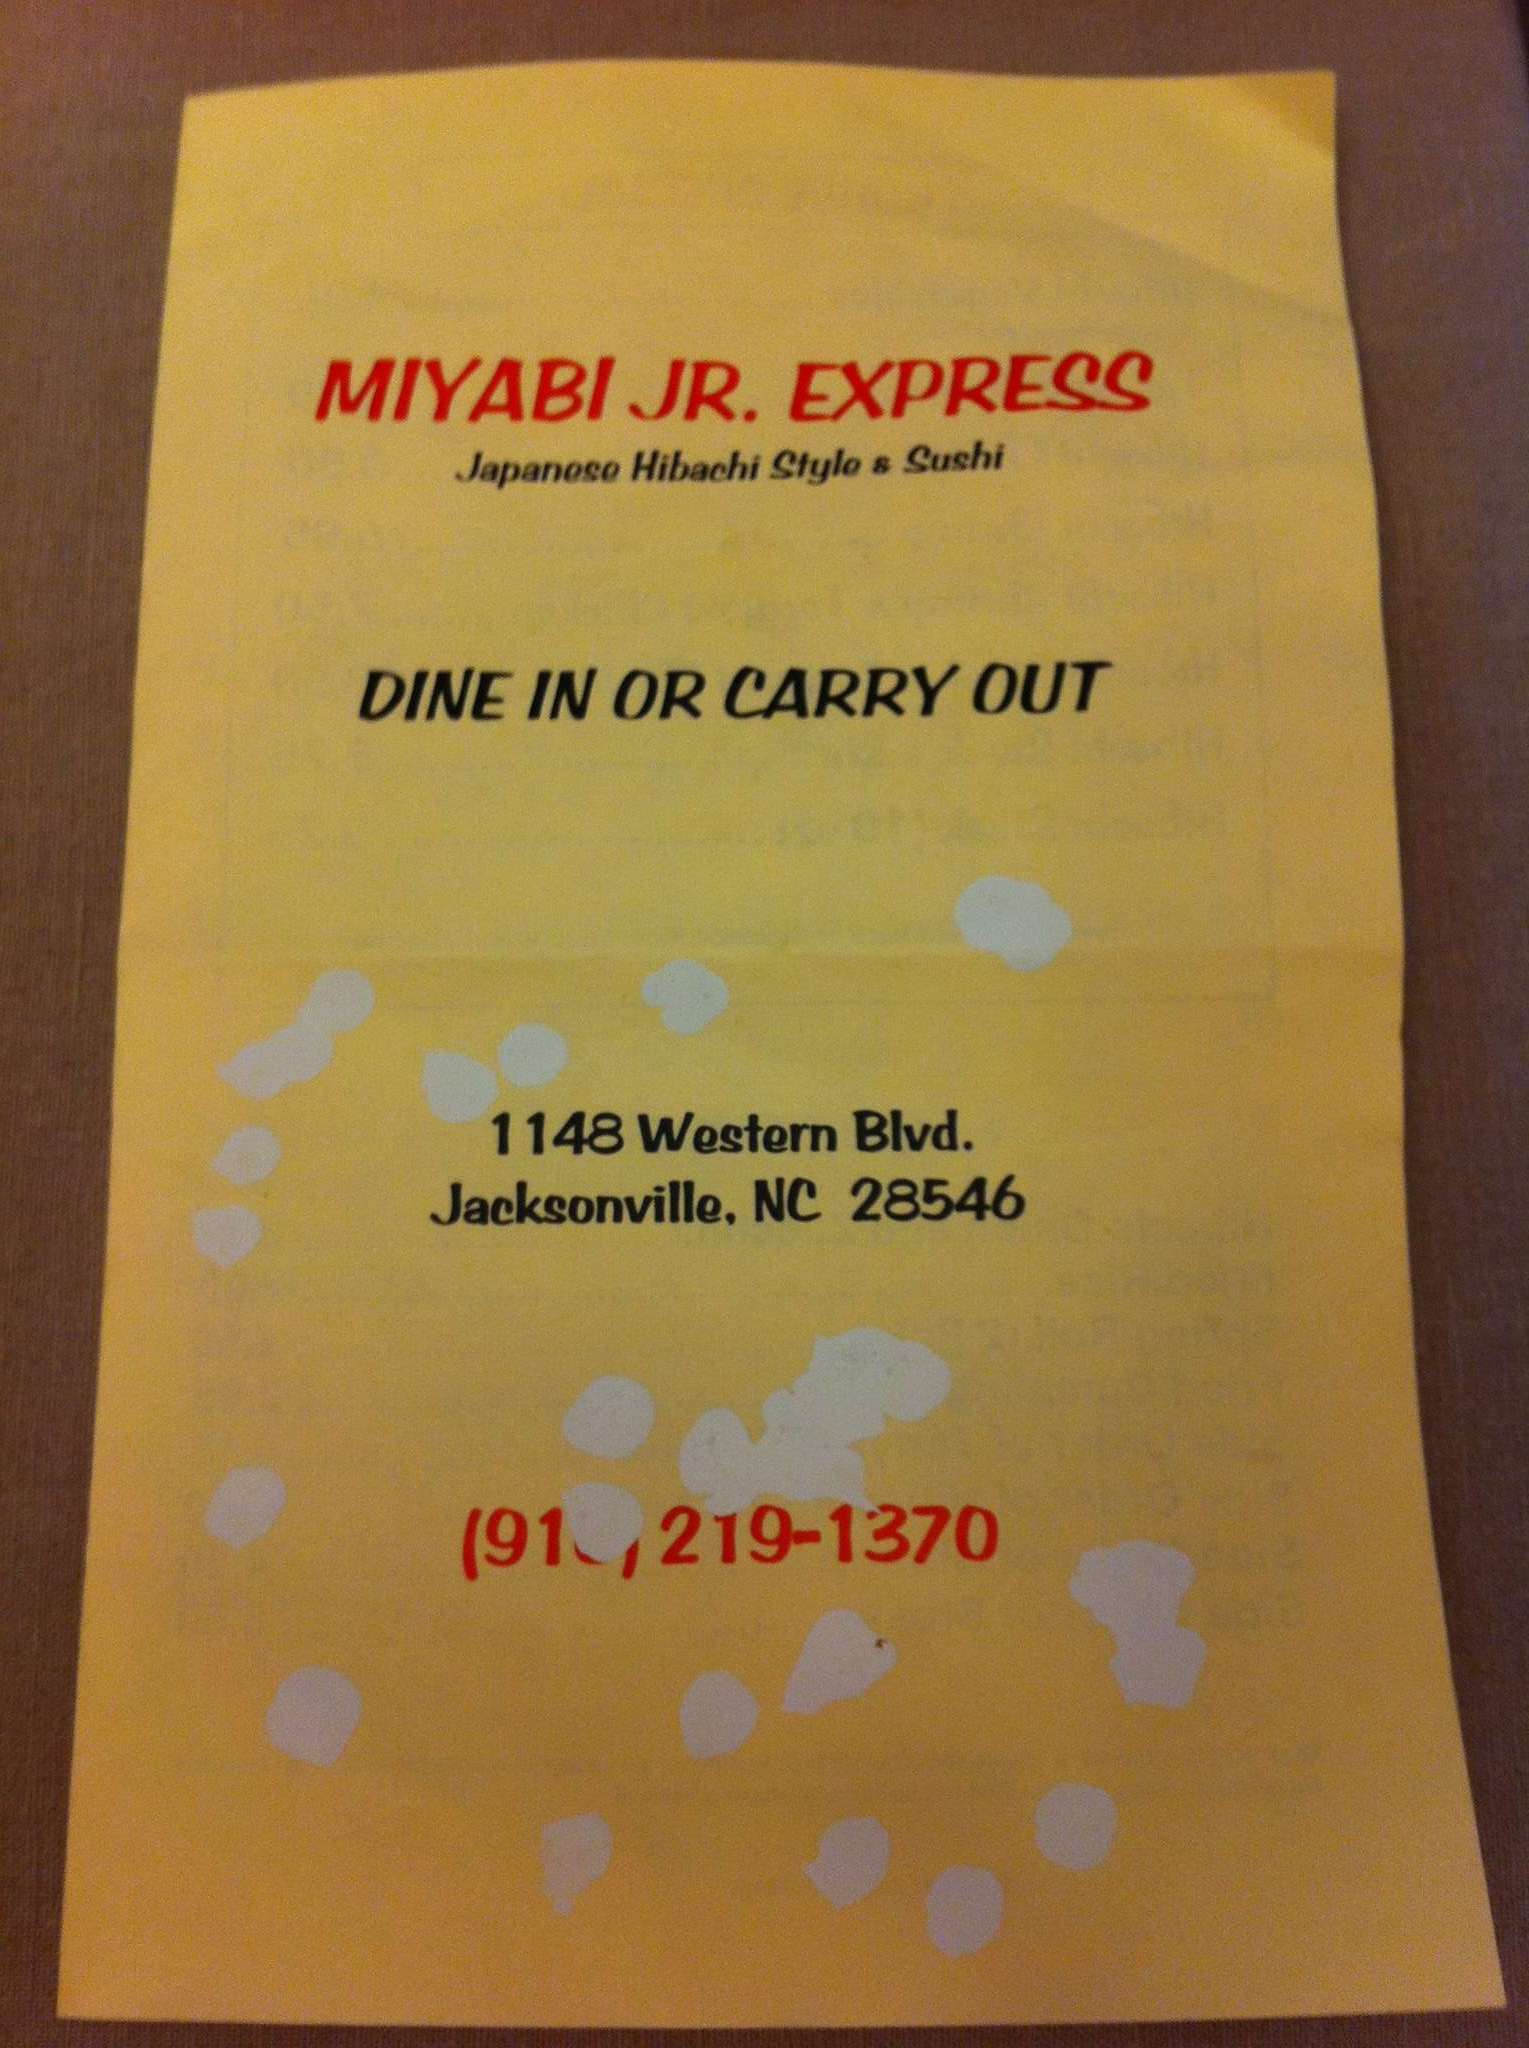 MIYABI JR. EXPRESS
Japanese Hibachi Style & Sushi
DINE IN OR CARRY OUT
1148 Western Blvd.
Jacksonville, NC 28546
219-1370